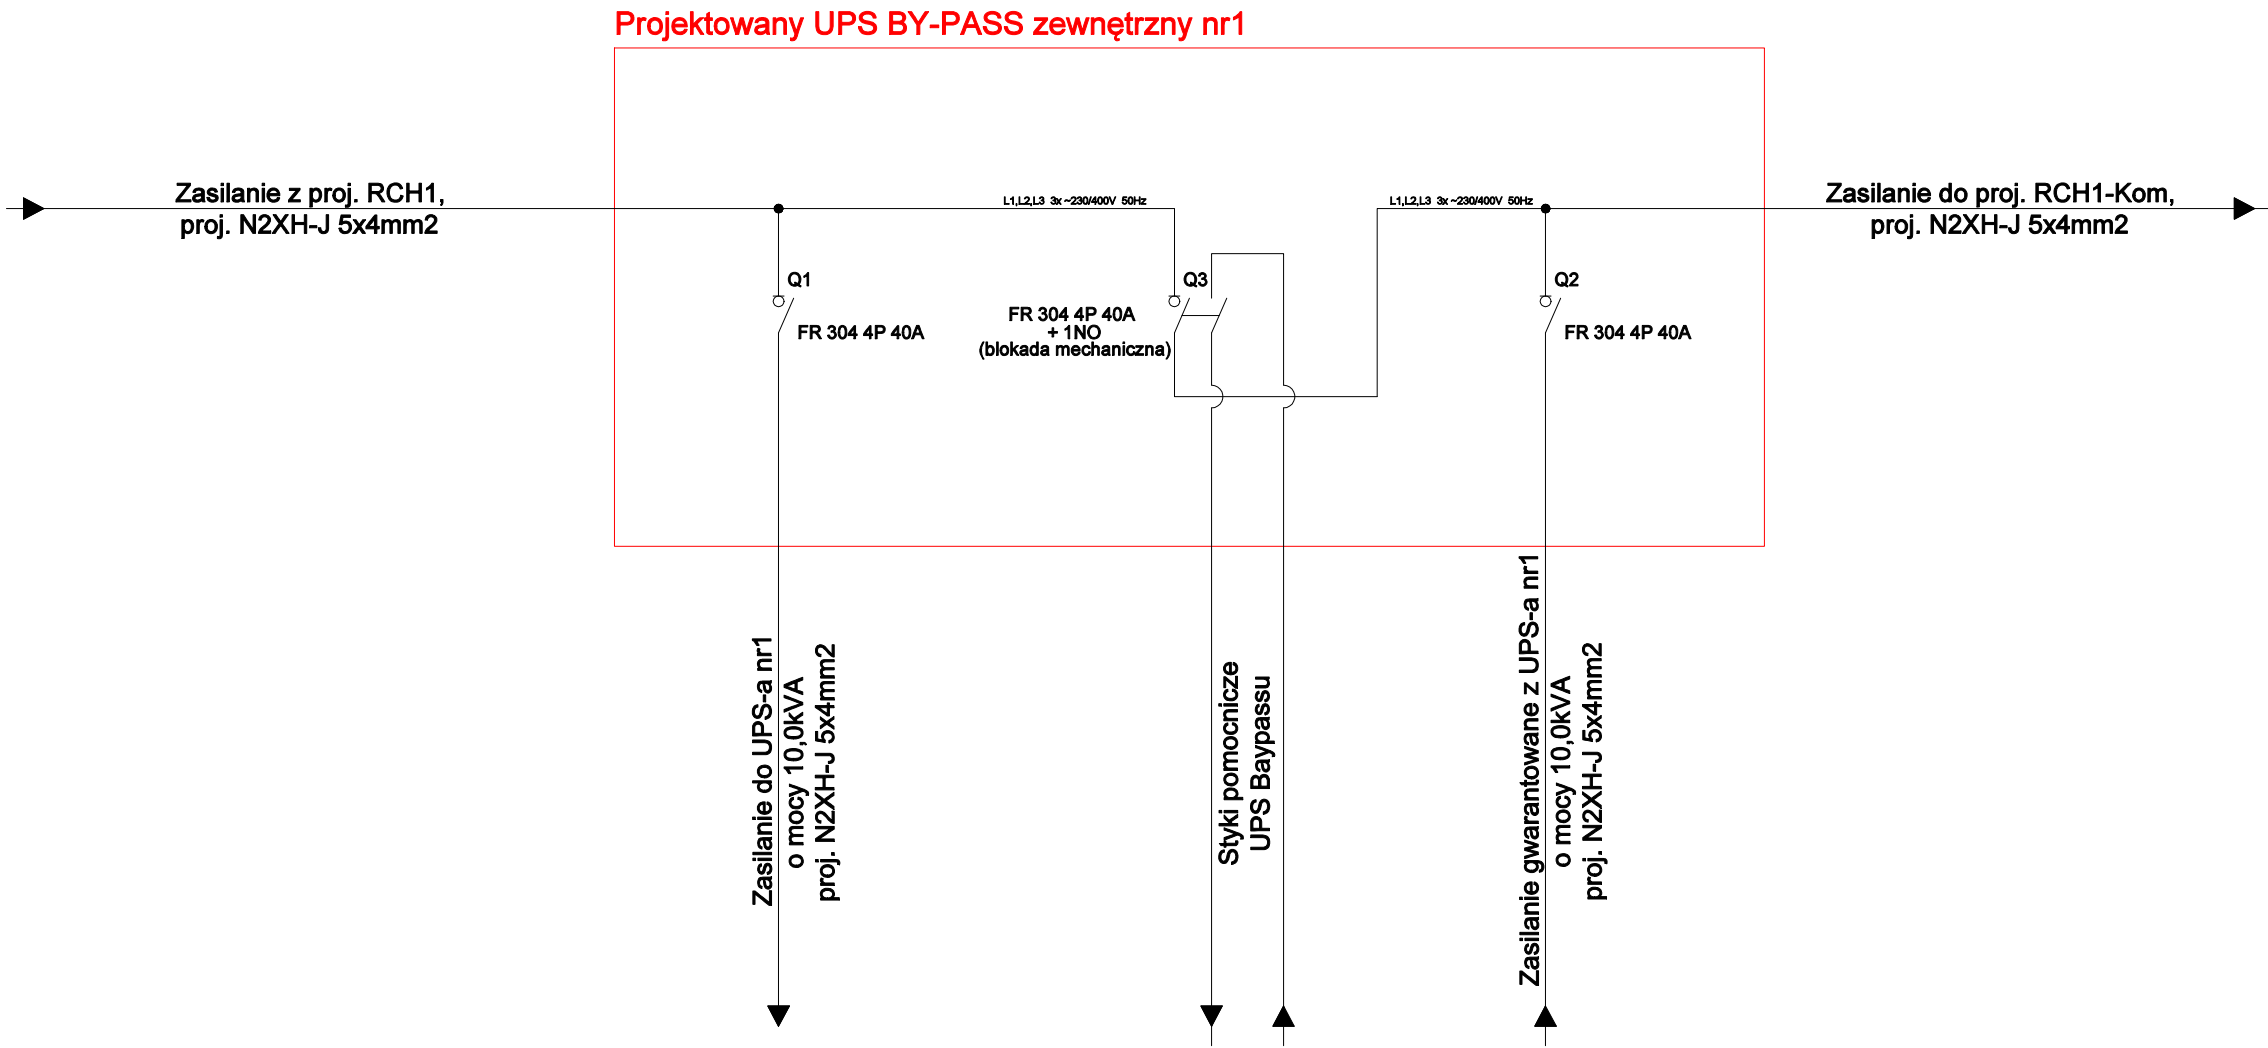 Projektowany UPS BY-PASS zewnętrzny nr1
Zasilanie z proj. RCH1,
proj. N2XH-J 5x4mm2
L1,L2,L3 3x ~230/400V 50Hz
L1,L2,L3 3x ~230/400V 50Hz
Zasilanie do proj. RCH1-Kom,
proj. N2XH-J 5x4mm2
Q1
FR 304 4P 40A
Q3
FR 304 4P 40A
+ 1NO
(blokada mechaniczna)
Q2
FR 304 4P 40A
Zasilanie do UPS-a nr1
o mocy 10,0kVA
proj. N2XH-J 5x4mm2
Styki pomocnicze
UPS Baypassu
Zasilanie gwarantowane z UPS-a nr1
o mocy 10,0kVA
proj. N2XH-J 5x4mm2